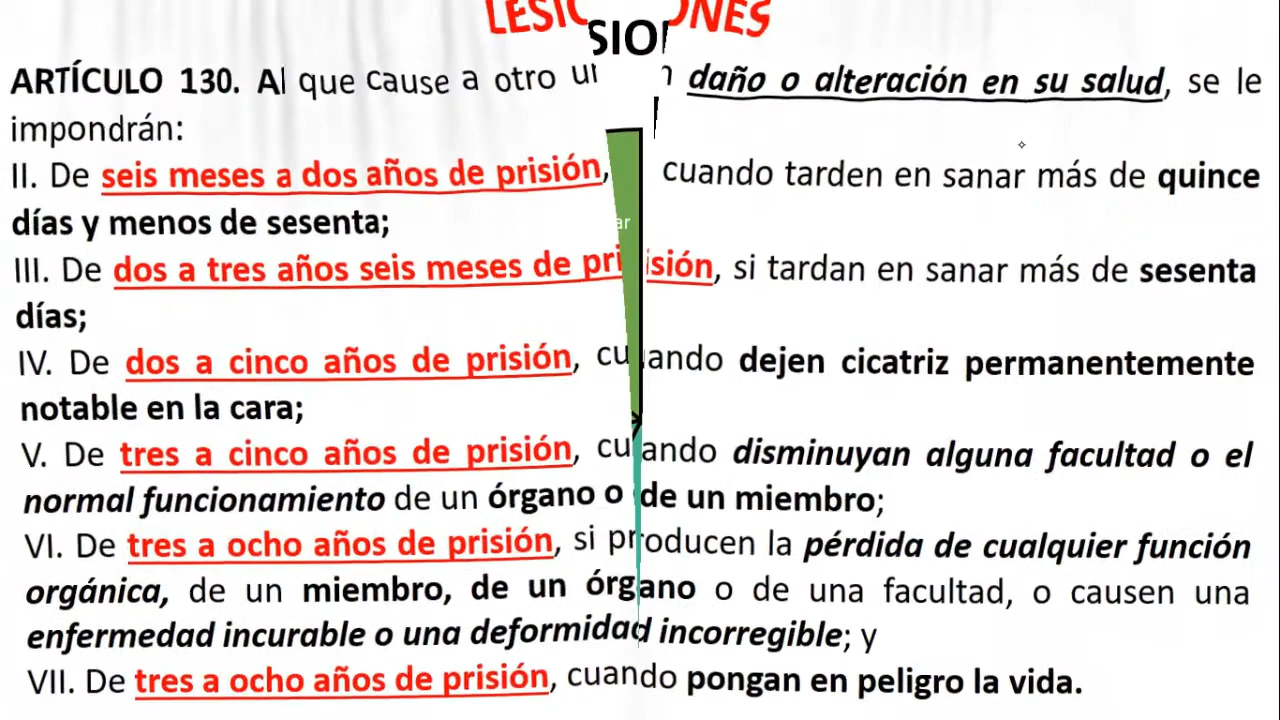 LESIONES
SION
ARTÍCULO 130. Al que cause a otro un daño o alteración en su salud, se le
impondrán:
II. De seis meses a dos años de prisión, cuando tarden en sanar más de quince
días y menos de sesenta;
ar
III. De dos a tres años seis meses de prisión, si tardan en sanar más de sesenta
días;
IV. De dos a cinco años de prisión, cuando dejen cicatriz permanentemente
notable en la cara;
V. De tres a cinco años de prisión, cuando disminuyan alguna facultad o el
normal funcionamiento de un órgano o de un miembro;
VI. De tres a ocho años de prisión, si producen la pérdida de cualquier función
orgánica, de un miembro, de un órgano o de una facultad, o causen una
enfermedad incurable o una deformidad incorregible; y
VII. De tres a ocho años de prisión, cuando pongan en peligro la vida.